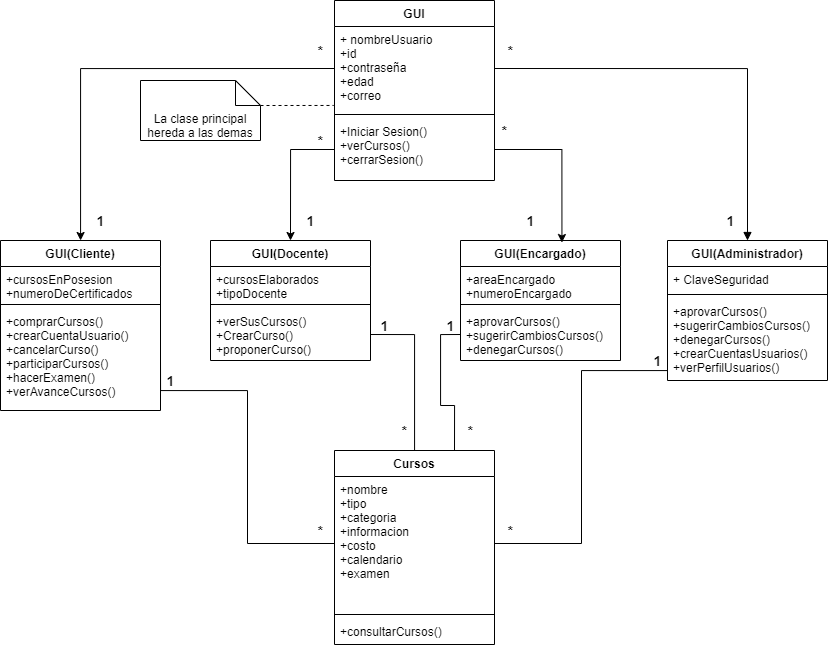 GUI
+ nombreUsuario
+id
+contraseña
+edad
+correo
+Iniciar Sesion()
+verCursos()
+cerrarSesion()
*
*
*
*
La clase principal
hereda a las demas
1
1
1
1
GUI(Cliente)
+cursosEnPosesion
+numeroDeCertificados
+comprarCursos()
+crearCuentaUsuario()
+cancelarCurso()
+participarCursos()
+hacerExamen()
+verAvanceCursos()
GUI(Docente)
+cursosElaborados
+tipoDocente
+verSusCursos()
+CrearCurso()
+proponerCurso()
GUI(Encargado)
+areaEncargado
+numeroEncargado
+aprovarCursos()
+sugerirCambiosCursos()
+denegarCursos()
GUI(Administrador)
+ ClaveSeguridad
+aprovarCursos()
+sugerirCambiosCursos()
+denegarCursos()
+crearCuentasUsuarios()
+verPerfilUsuarios()
1
1
1
1
*
*
*
*
Cursos
+nombre
+tipo
+categoria
+informacion
+costo
+calendario
+examen
+consultarCursos()